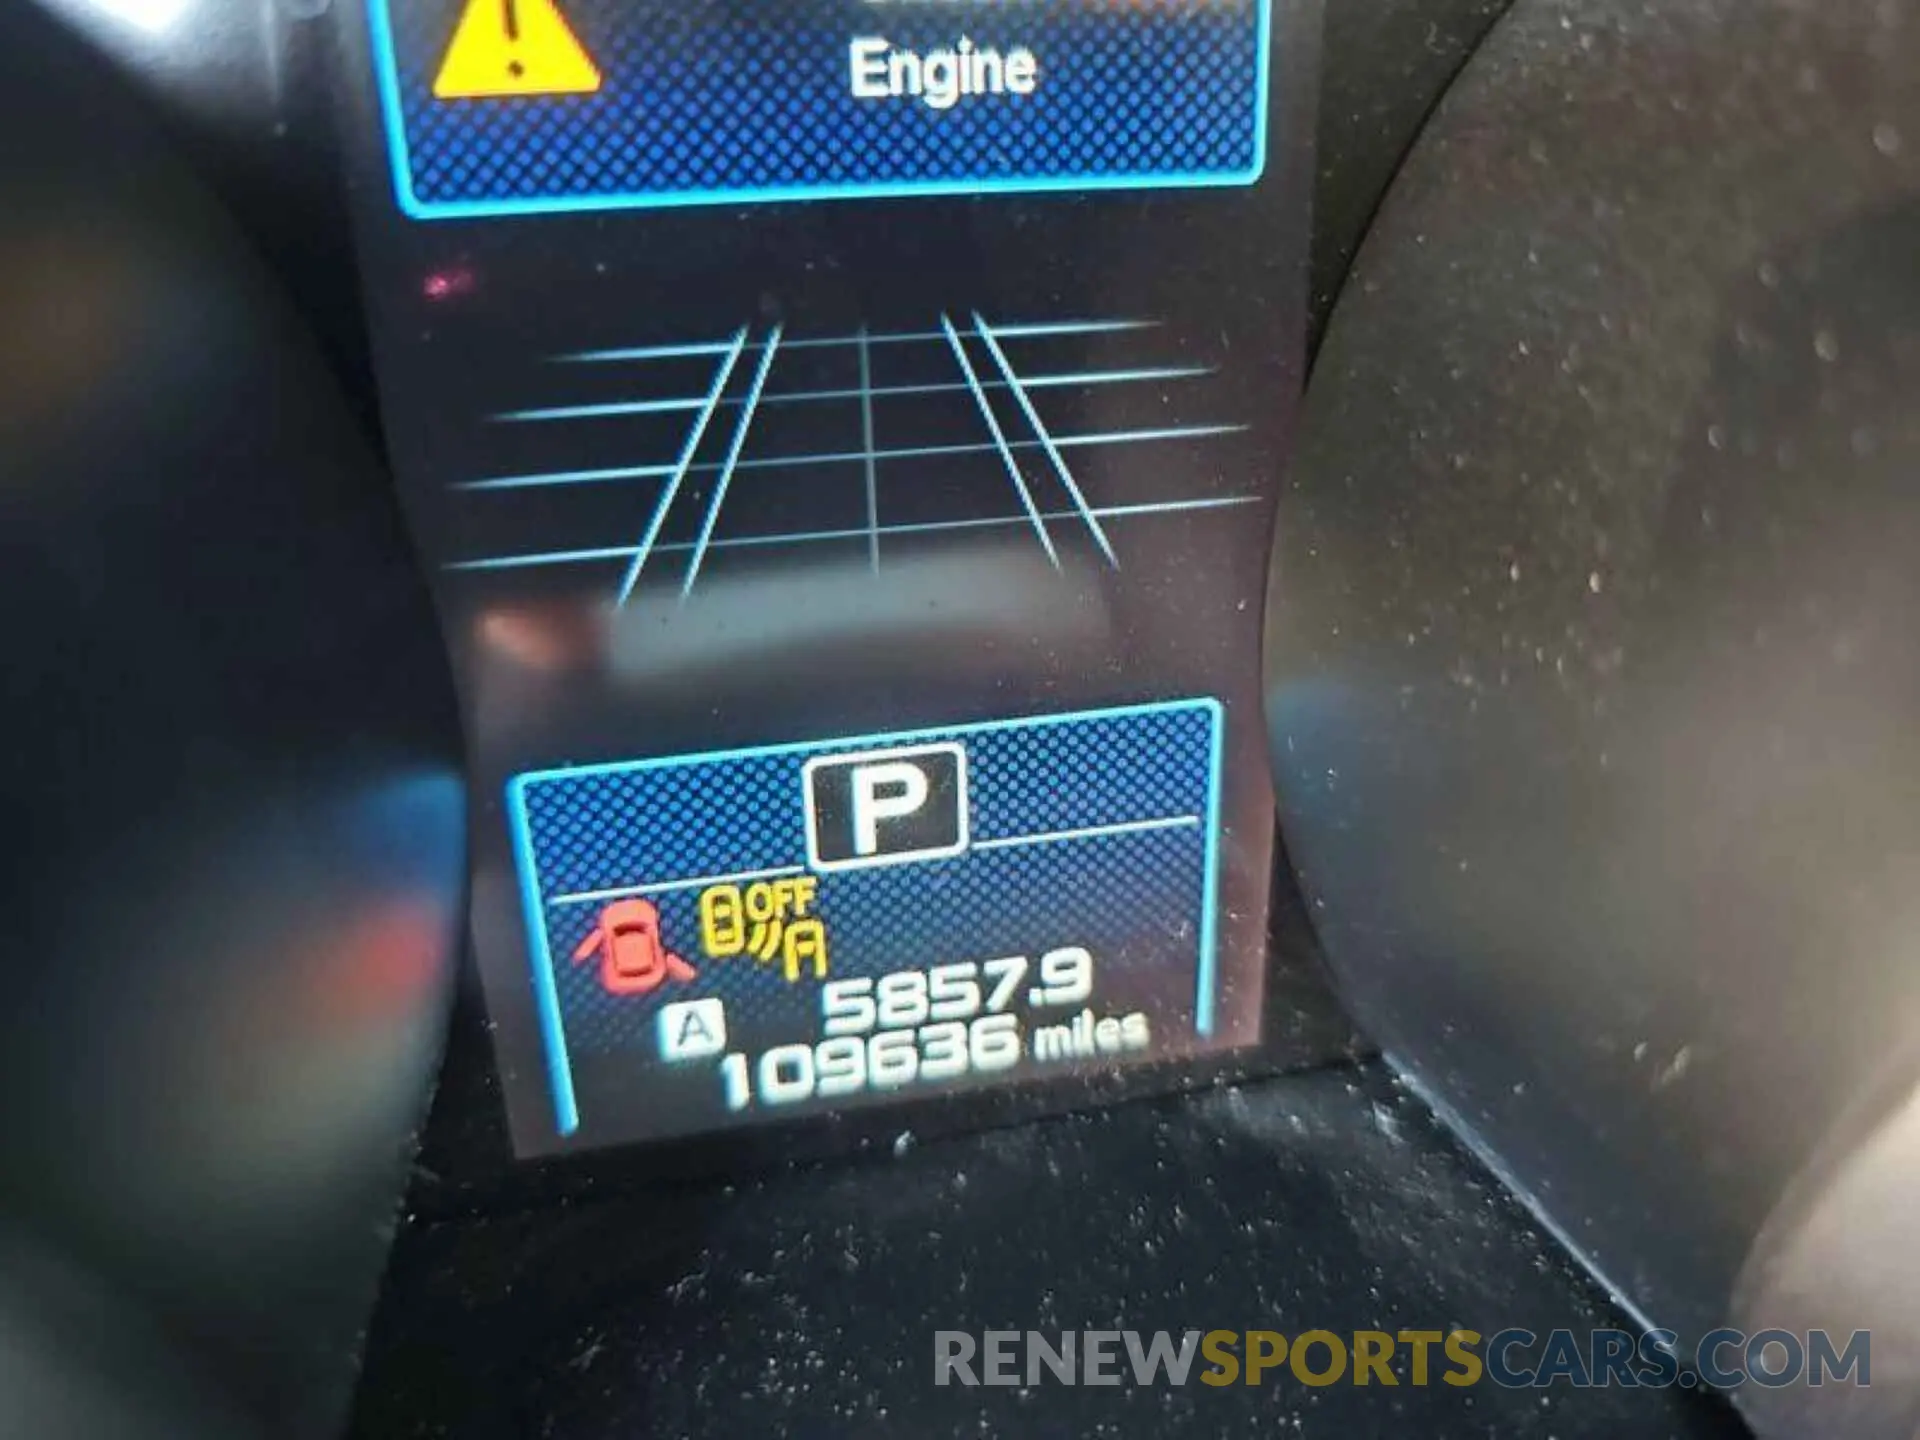 Engine
P
OFF
A 5857.9
109636 miles
RENEWSPORTSCARS.COM